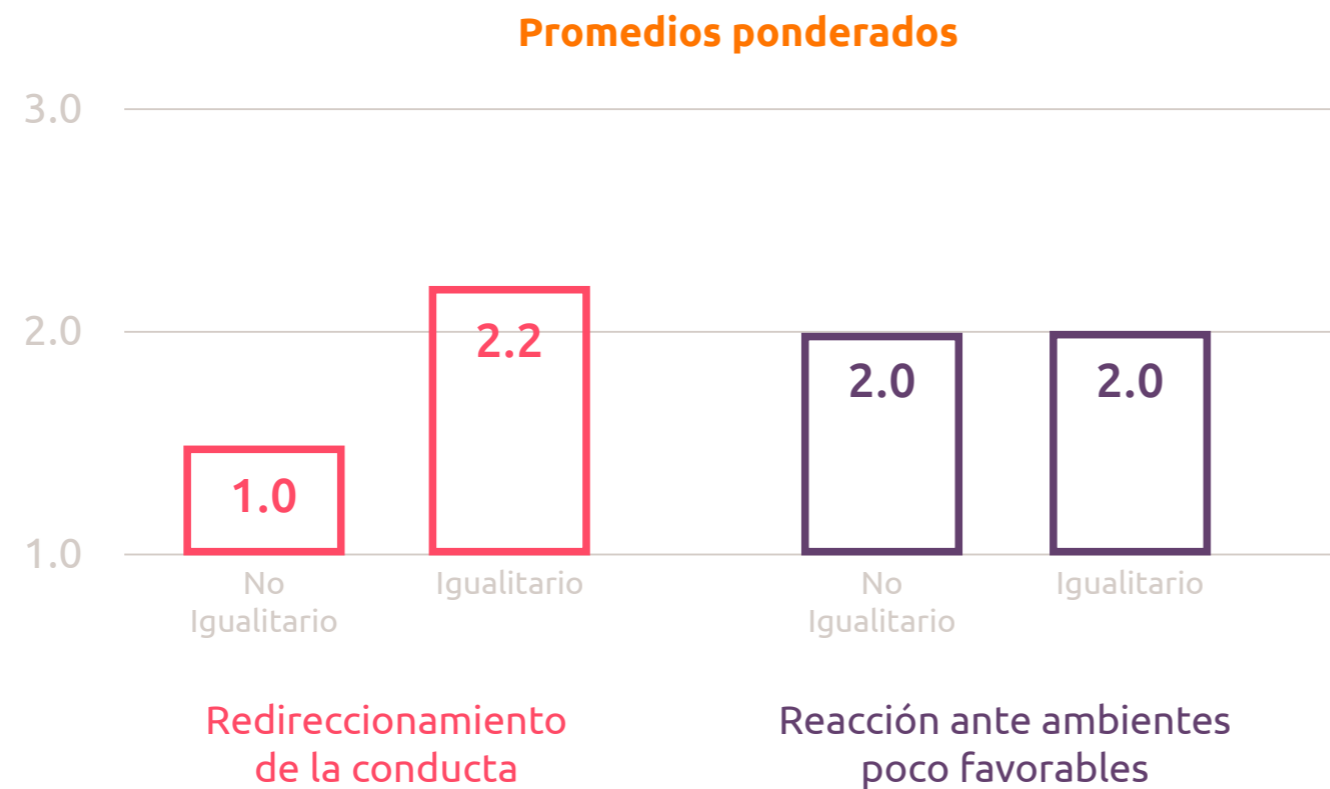 Promedios ponderados
3.0
2.0
1.0
1.0
2.2
2.0
2.0
No
Igualitario
Igualitario
No
Igualitario
Igualitario
Redireccionamiento
de la conducta
Reacción ante ambientes
poco favorables